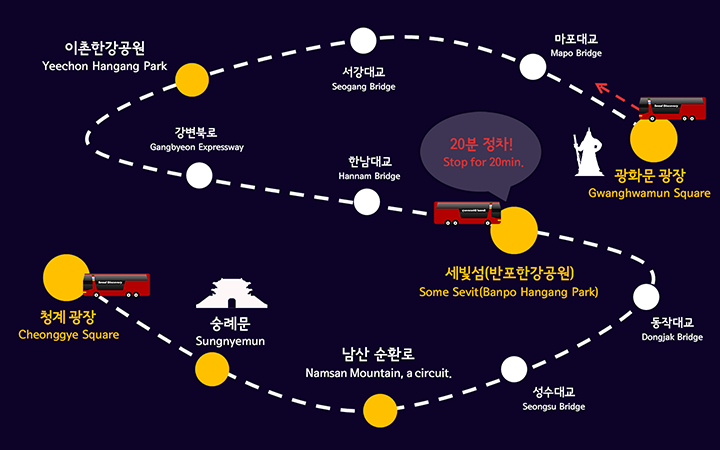 이촌한강공원
Yeechon Hangang Park
서강대교
Seogang Bridge
마포대교
Mapo Bridge
광화문 광장
Gwanghwamun Square
강변북로
Gangbyeon Expressway
한남대교
Hannam Bridge
20분 정차!
Stop for 20min.
세빛섬(반포한강공원)
Some Sevit(Banpo Hangang Park)
청계 광장
Cheonggye Square
숭례문
Sungnyemun
남산 순환로
Namsan Mountain, a circuit.
성수대교
Seongsu Bridge
동작대교
Dongjak Bridge